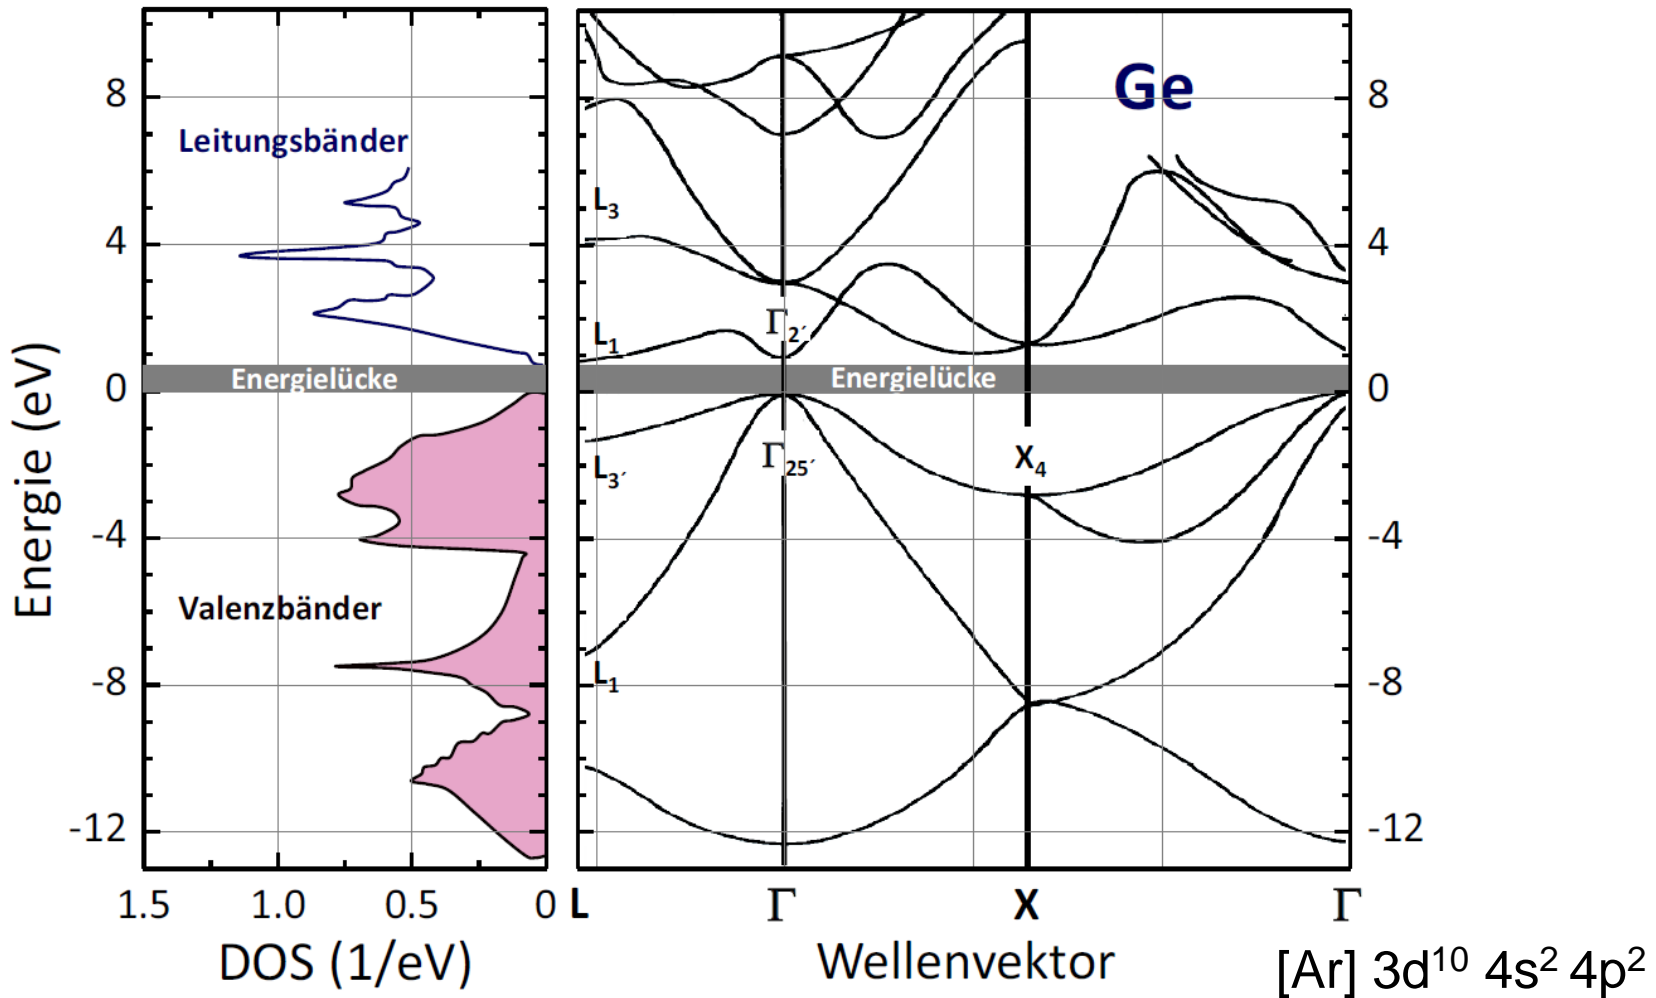 Energie (eV)
8
4
0
-4
-8
-12
Leitungsbänder
Energielücke
Valenzbänder
1.5 1.0 0.5 0
DOS (1/eV)
Ge
L3
L1
Γ2´
Energielücke
Γ25´
L3´
X4
L1
8
4
0
-4
-8
-12
L Γ X Γ
Wellenvektor
[Ar] 3d¹⁰ 4s² 4p²